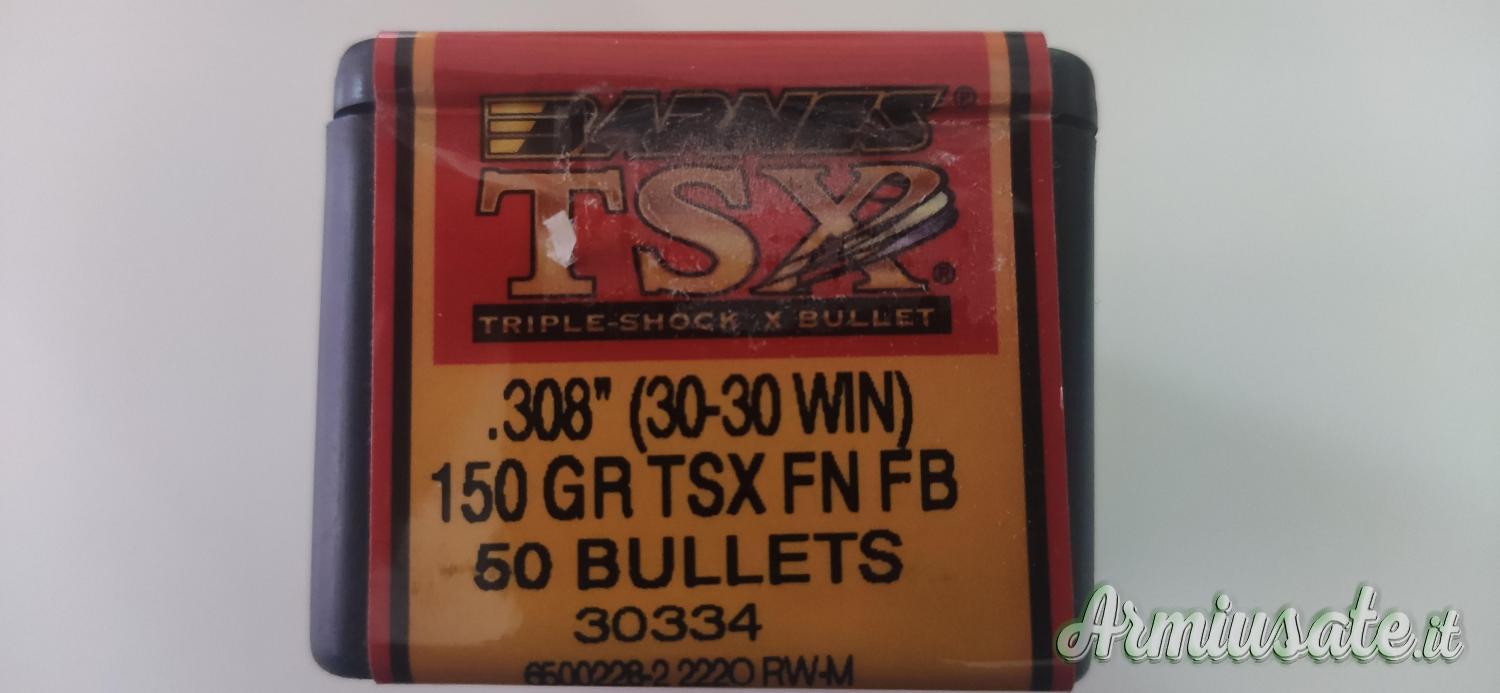 BARNES®
TSX®
TRIPLE-SHOCK X BULLET
.308" (30-30 WIN)
150 GR TSX FN FB
50 BULLETS
30334
6500228-2 222O RW-M
Armiusate.it